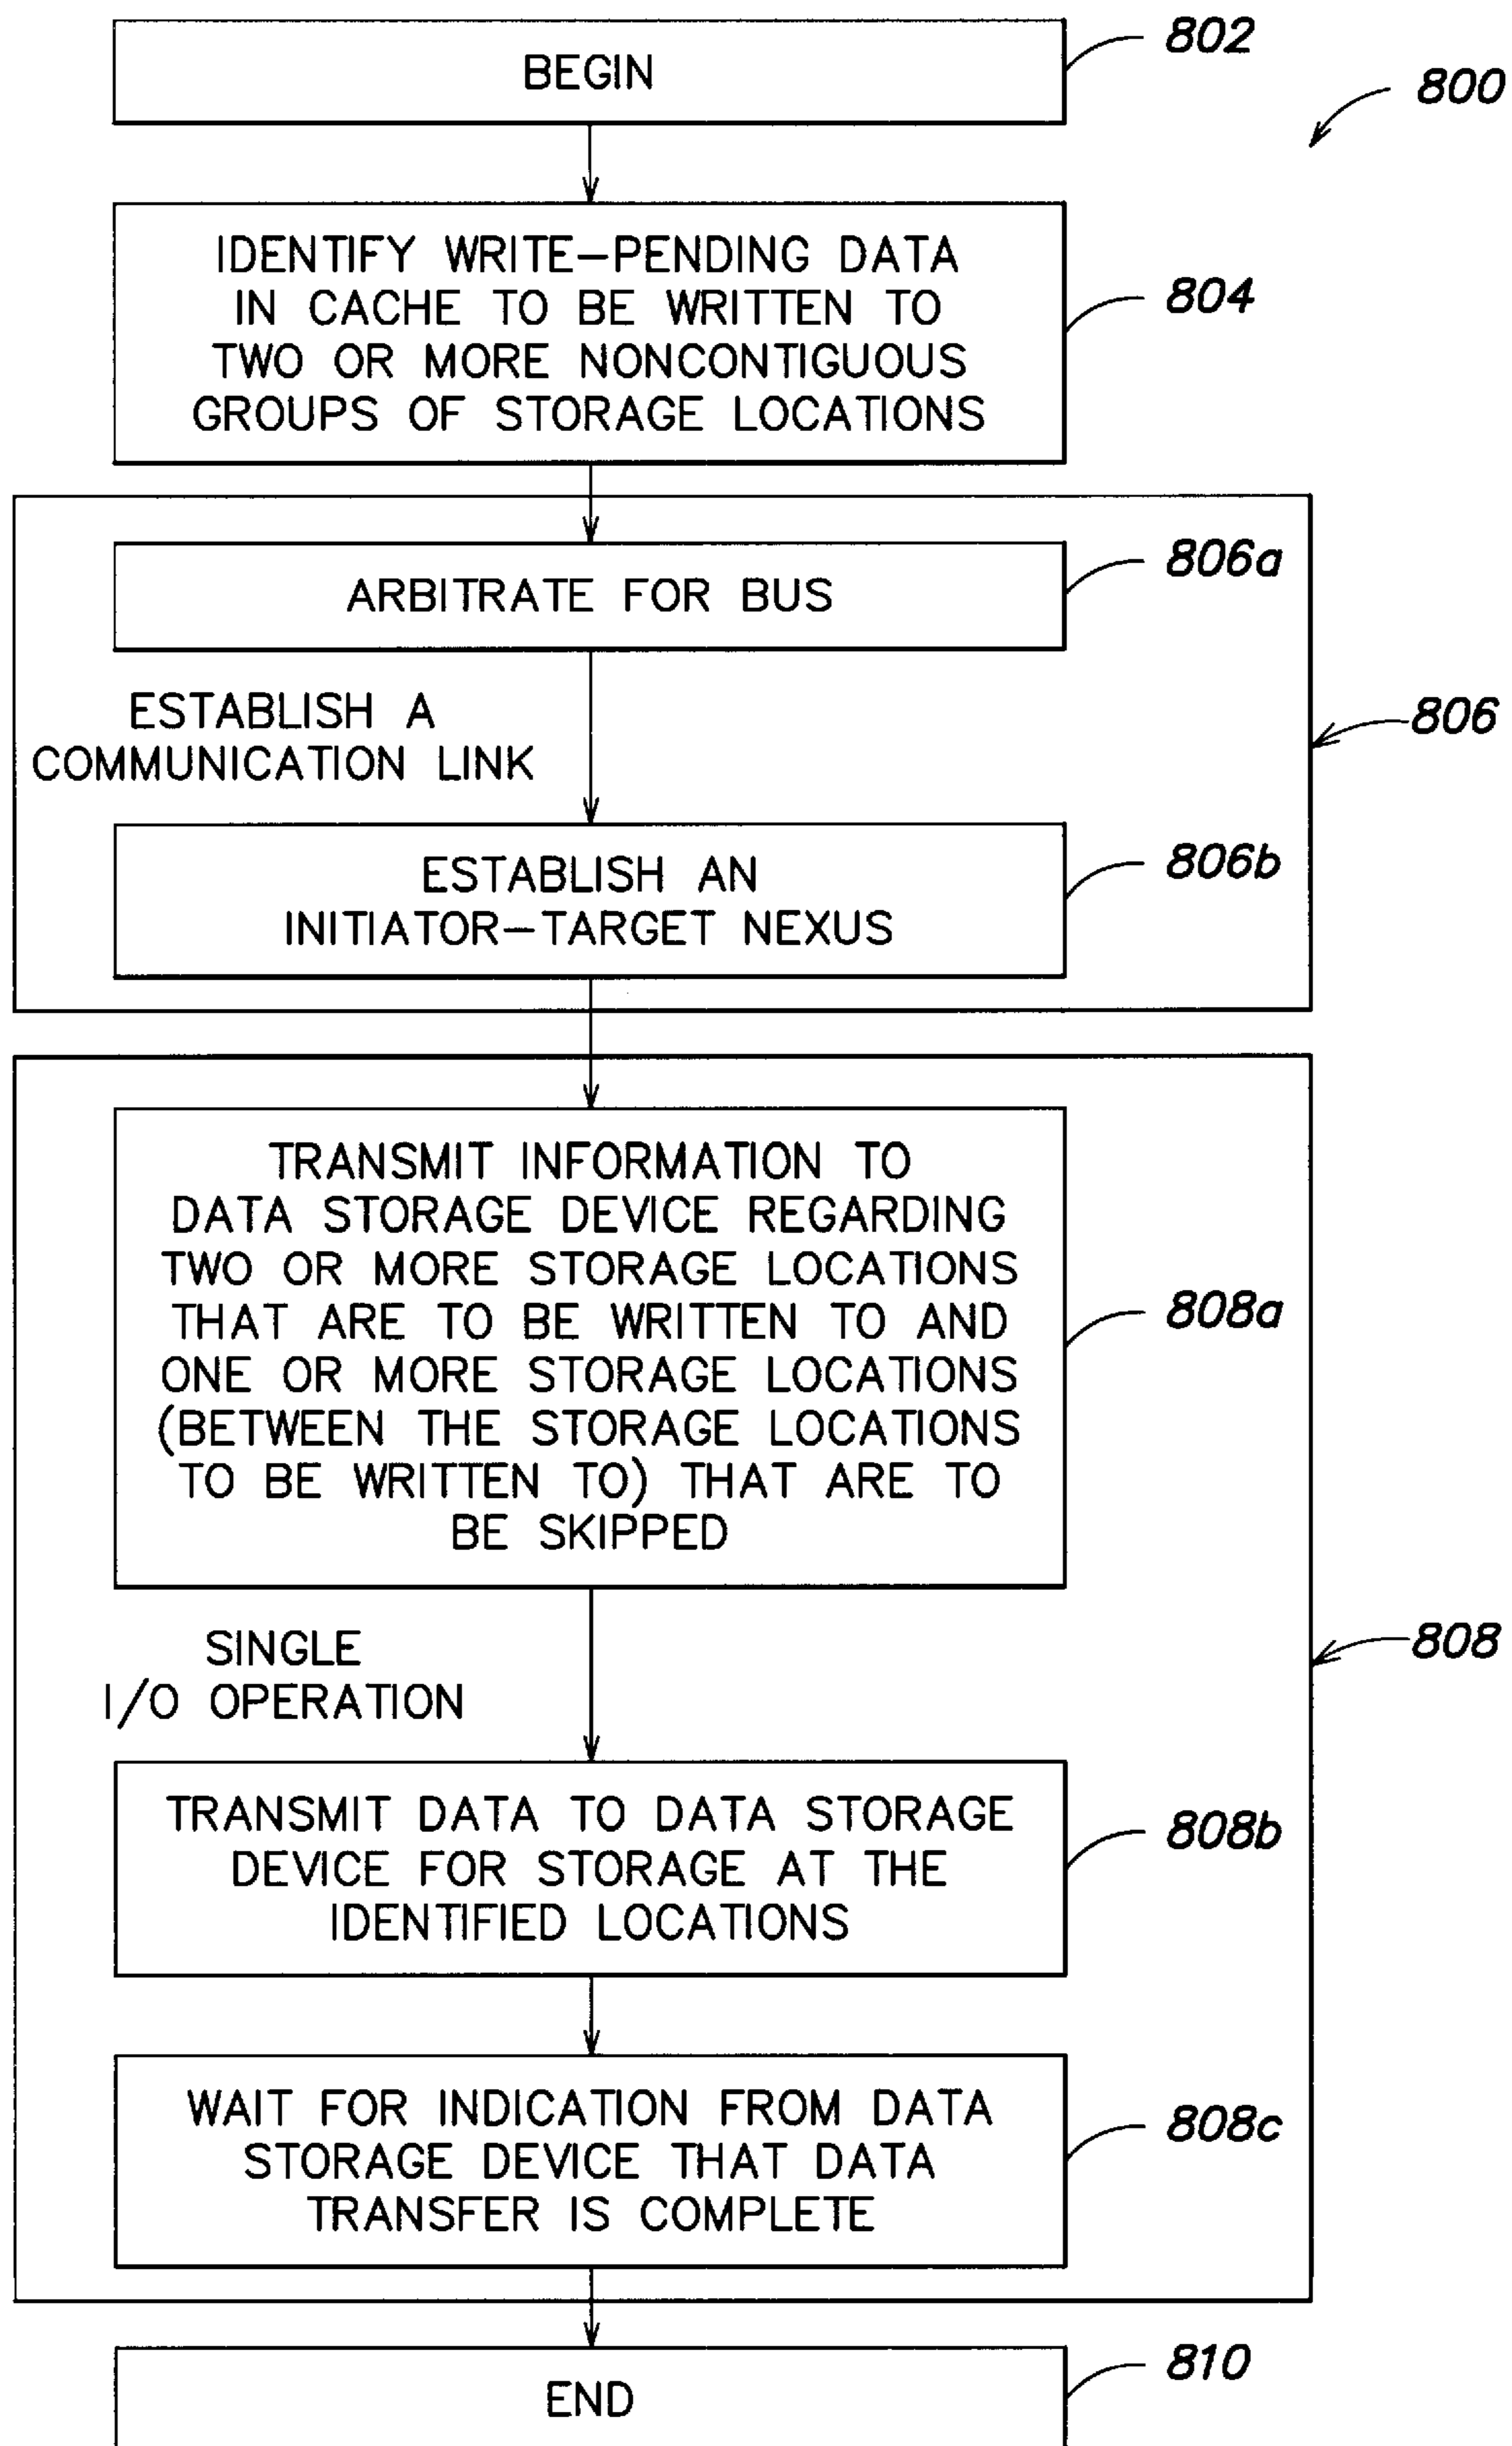 BEGIN
802
800
IDENTIFY WRITE-PENDING DATA
IN CACHE TO BE WRITTEN TO
TWO OR MORE NONCONTIGUOUS
GROUPS OF STORAGE LOCATIONS
804
ARBITRATE FOR BUS
806a
ESTABLISH A
COMMUNICATION LINK
806
ESTABLISH AN
INITIATOR-TARGET NEXUS
806b
TRANSMIT INFORMATION TO
DATA STORAGE DEVICE REGARDING
TWO OR MORE STORAGE LOCATIONS
THAT ARE TO BE WRITTEN TO AND
ONE OR MORE STORAGE LOCATIONS
(BETWEEN THE STORAGE LOCATIONS
TO BE WRITTEN TO) THAT ARE TO
BE SKIPPED
808a
SINGLE
I/O OPERATION
808
TRANSMIT DATA TO DATA STORAGE
DEVICE FOR STORAGE AT THE
IDENTIFIED LOCATIONS
808b
WAIT FOR INDICATION FROM DATA
STORAGE DEVICE THAT DATA
TRANSFER IS COMPLETE
808c
END
810